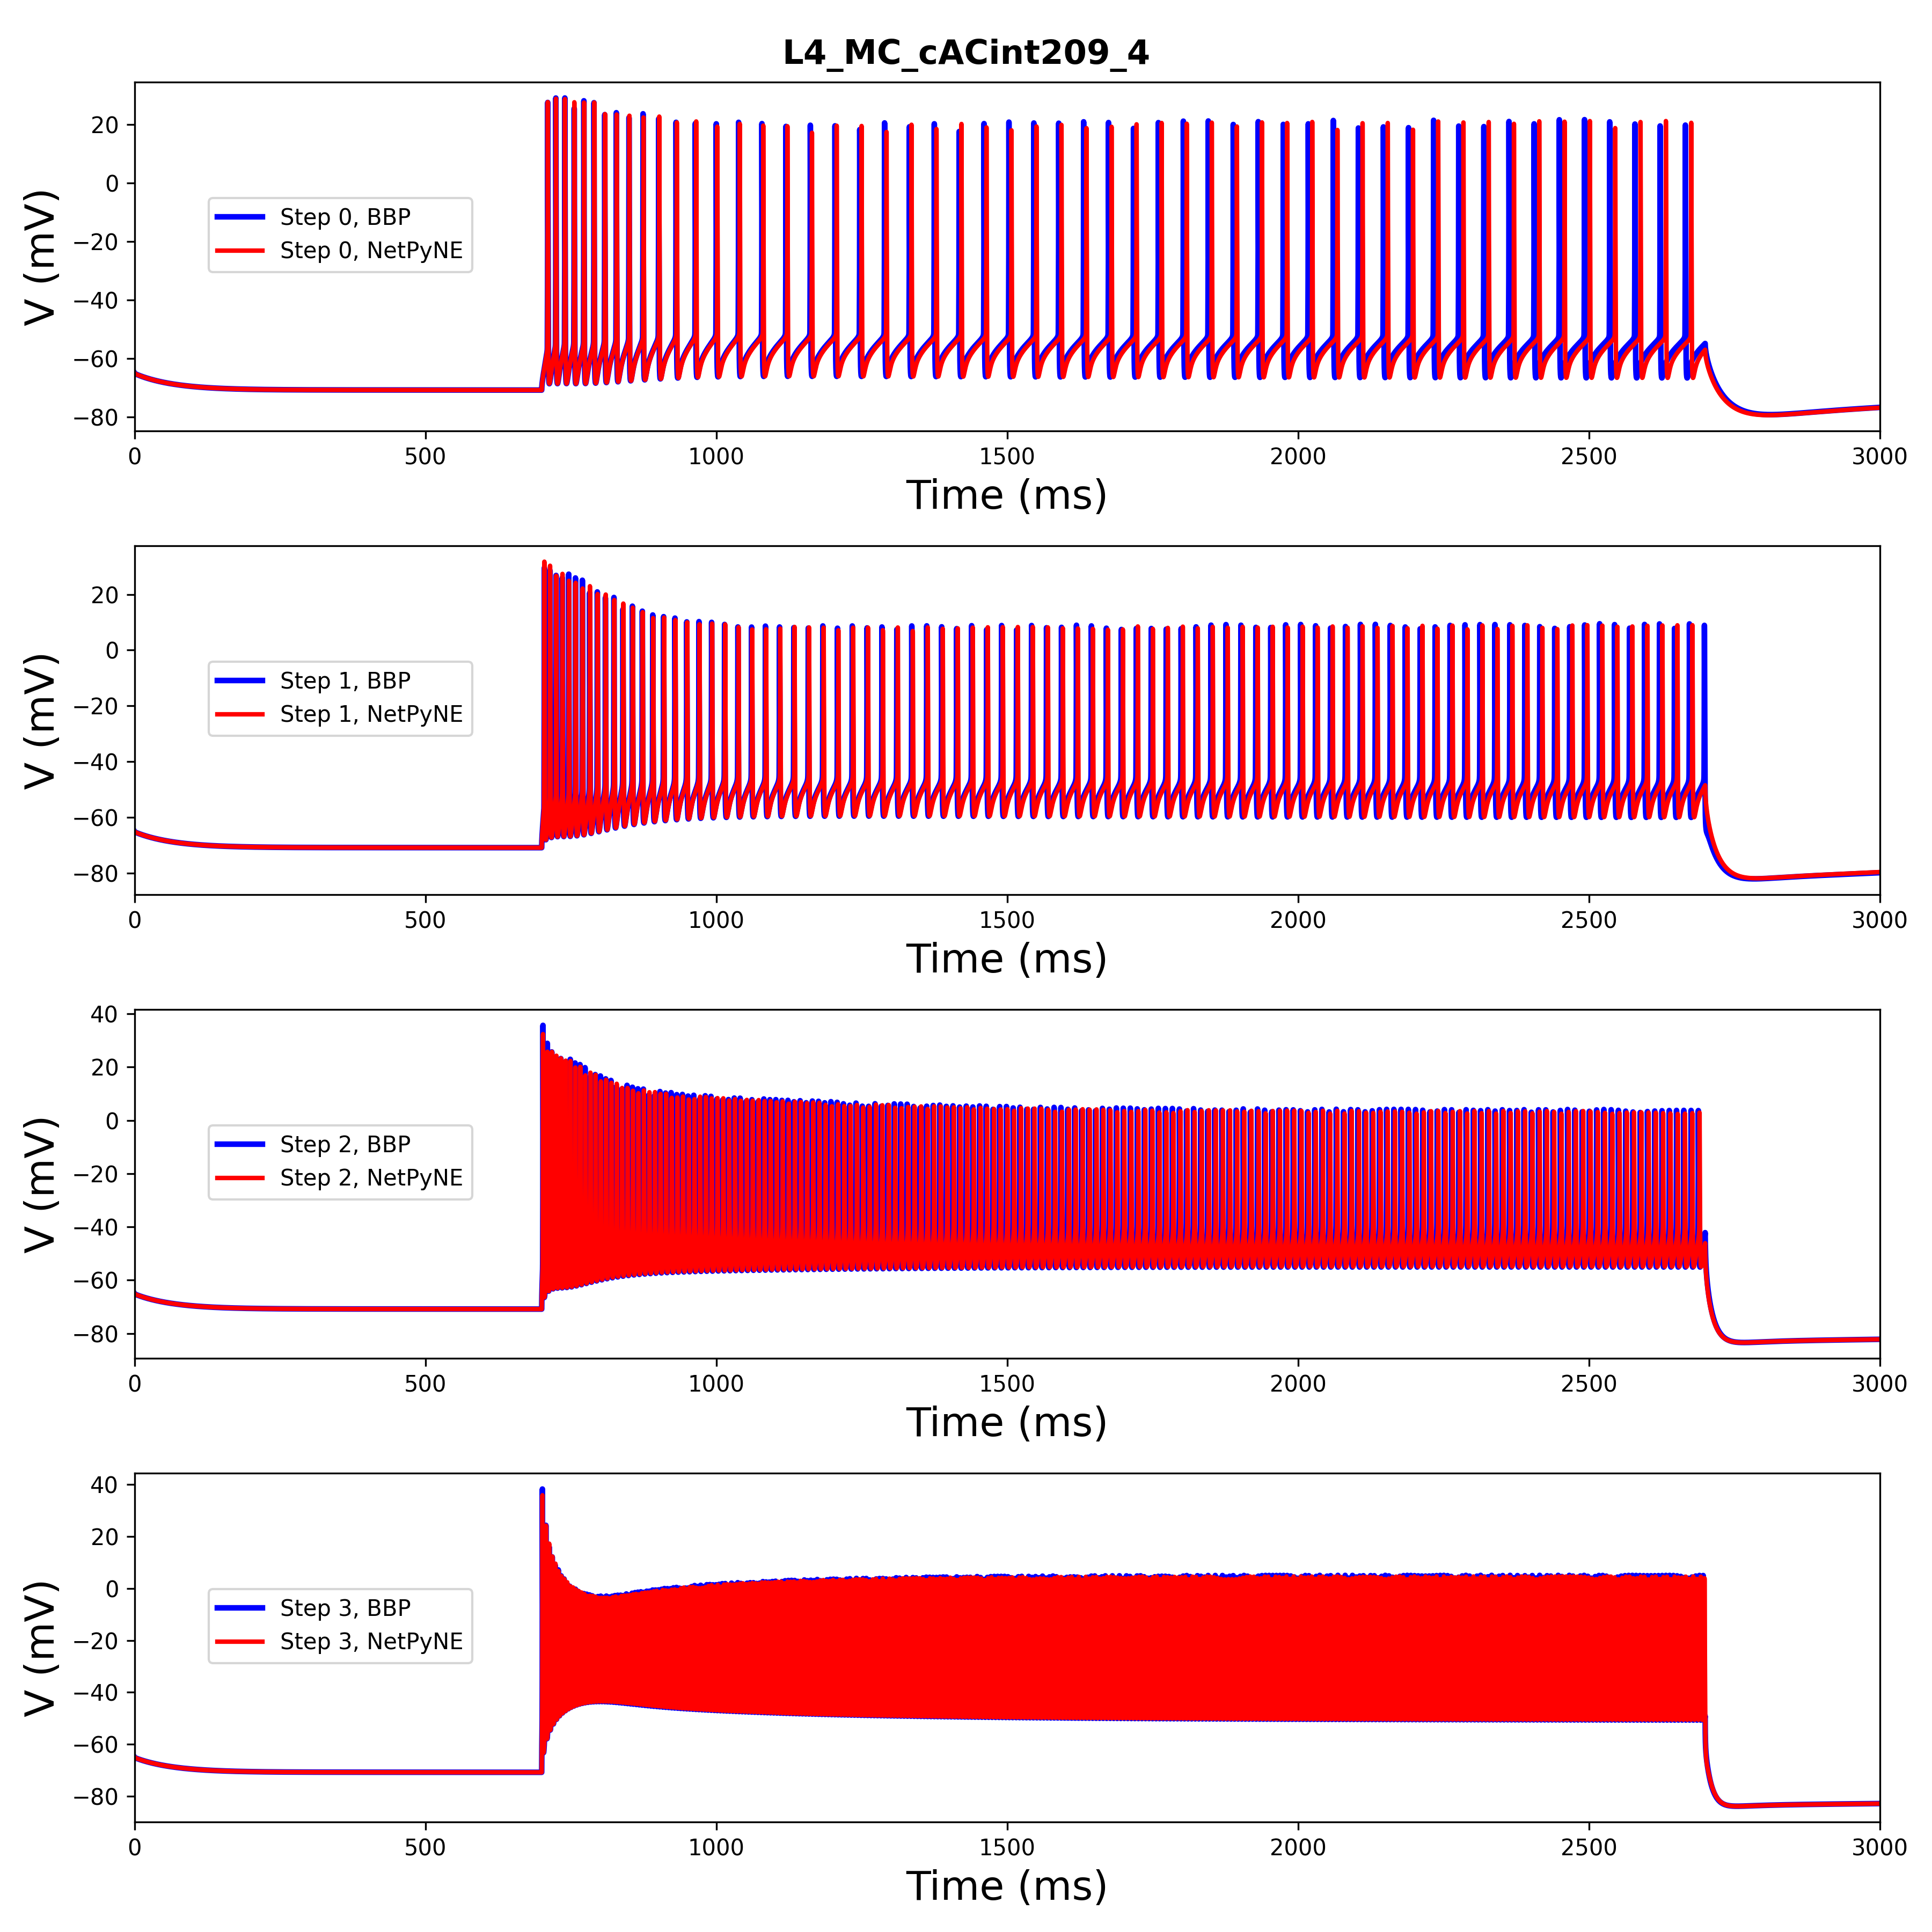 L4_MC_cACint209_4
20
0
−20
−40
−60
−80
V (mV)
Step 0, BBP
Step 0, NetPyNE
0 500 1000 1500 2000 2500 3000
Time (ms)
20
0
−20
−40
−60
−80
V (mV)
Step 1, BBP
Step 1, NetPyNE
0 500 1000 1500 2000 2500 3000
Time (ms)
40
20
0
−20
−40
−60
−80
V (mV)
Step 2, BBP
Step 2, NetPyNE
0 500 1000 1500 2000 2500 3000
Time (ms)
40
20
0
−20
−40
−60
−80
V (mV)
Step 3, BBP
Step 3, NetPyNE
0 500 1000 1500 2000 2500 3000
Time (ms)